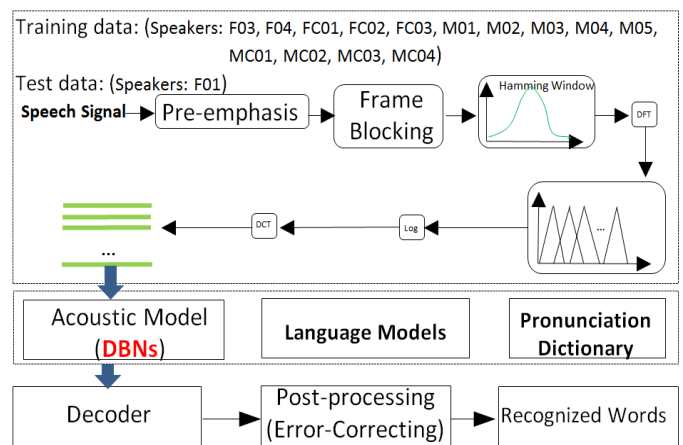 Training data: (Speakers: F03, F04, FC01, FC02, FC03, M01, M02, M03, M04, M05,
MC01, MC02, MC03, MC04)
Test data: (Speakers: F01)
Speech Signal
Pre-emphasis
Frame
Blocking
Hamming Window
DFT
...
Log
DCT
...
Acoustic Model
(DBNs)
Language Models
Pronunciation
Dictionary
Decoder
Post-processing
(Error-Correcting)
Recognized Words